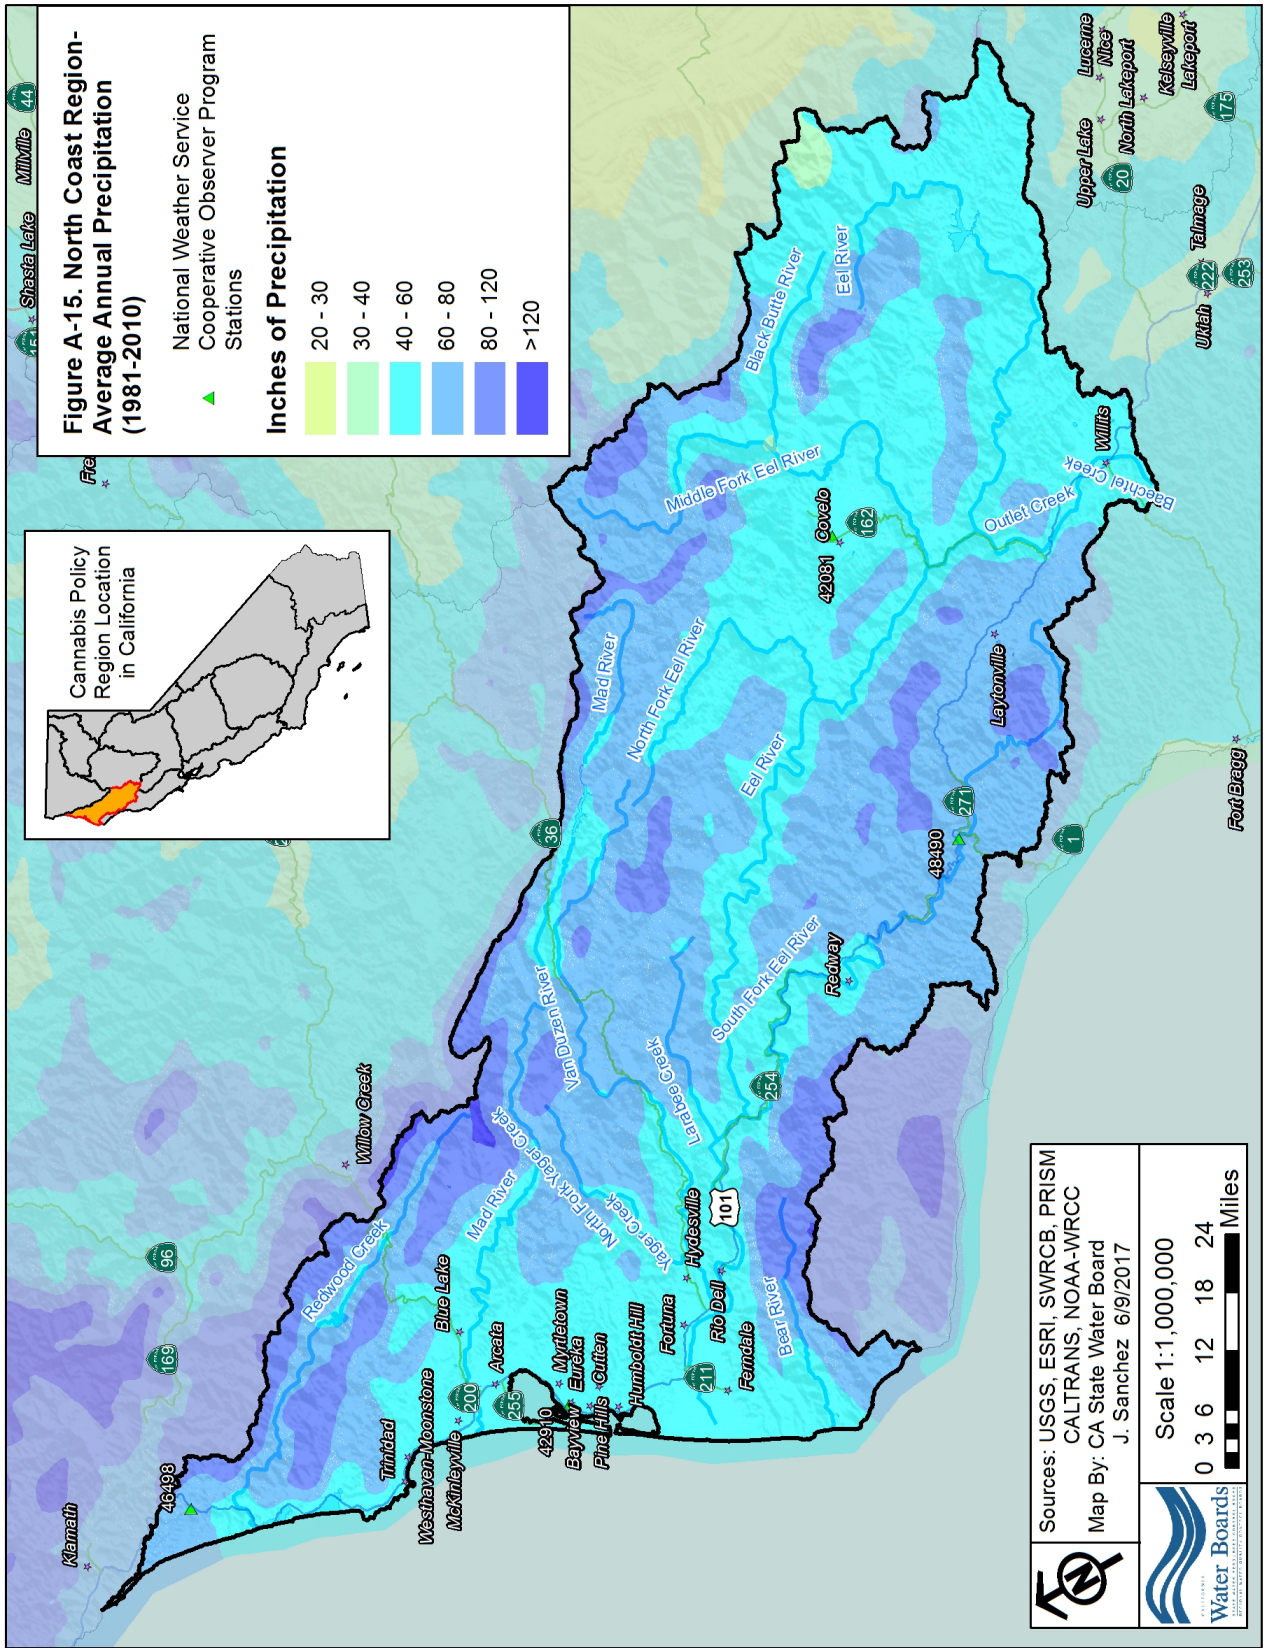 Figure A-15. North Coast Region-
Average Annual Precipitation
(1981-2010)
National Weather Service
Cooperative Observer Program
Stations
Inches of Precipitation
20 - 30
30 - 40
40 - 60
60 - 80
80 - 120
>120
Cannabis Policy
Region Location
in California
44
Millville
Shasta Lake
151
Klamath
46498
169
96
Willow Creek
Redwood Creek
Trinidad
Westhaven-Moonstone
McKinleyville
200
Blue Lake
255
Arcata
Mad River
42910
Myrtletown
Eureka
Bayview
Cutten
Pine Hills
Humboldt Hill
North Fork Yager Creek
Yager Creek
Van Duzen River
Larabee Creek
Fortuna
Hydesville
Rio Dell
101
211
Ferndale
Bear River
254
South Fork Eel River
Redway
36
Mad River
North Fork Eel River
Eel River
48490
271
1
Laytonville
Fort Bragg
42081
Covelo
162
Middle Fork Eel River
Black Butte River
Eel River
Outlet Creek
Baechtel Creek
Willits
Ukiah
222
Talmage
253
Upper Lake
20
North Lakeport
Nice
Lucerne
Kelseyville
Lakeport
175
N
Sources: USGS, ESRI, SWRCB, PRISM
CALTRANS, NOAA-WRCC
Map By: CA State Water Board
J. Sanchez 6/9/2017
CALIFORNIA
Water Boards
Scale 1:1,000,000
0 3 6 12 18 24
Miles